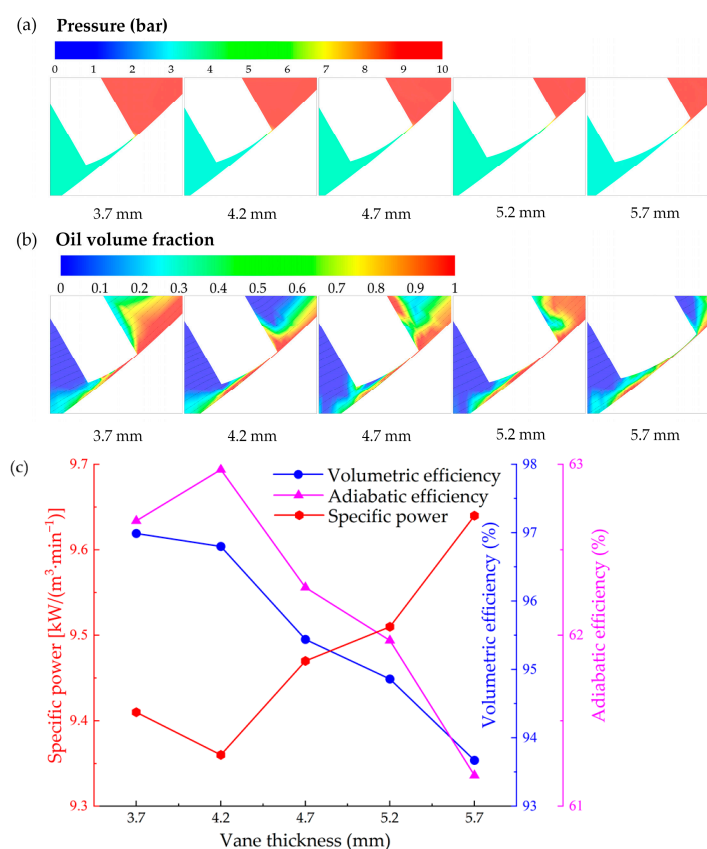 (a) Pressure (bar)
0 1 2 3 4 5 6 7 8 9 10
3.7 mm 4.2 mm 4.7 mm 5.2 mm 5.7 mm
(b) Oil volume fraction
0 0.1 0.2 0.3 0.4 0.5 0.6 0.7 0.8 0.9 1
3.7 mm 4.2 mm 4.7 mm 5.2 mm 5.7 mm
(c)
Specific power [kW/(m³·min⁻¹)]
9.7
9.6
9.5
9.4
9.3
Volumetric efficiency
Adiabatic efficiency
Specific power
98
97
96
95
94
93
Volumetric efficiency (%)
63
62
61
Adiabatic efficiency (%)
3.7 4.2 4.7 5.2 5.7
Vane thickness (mm)